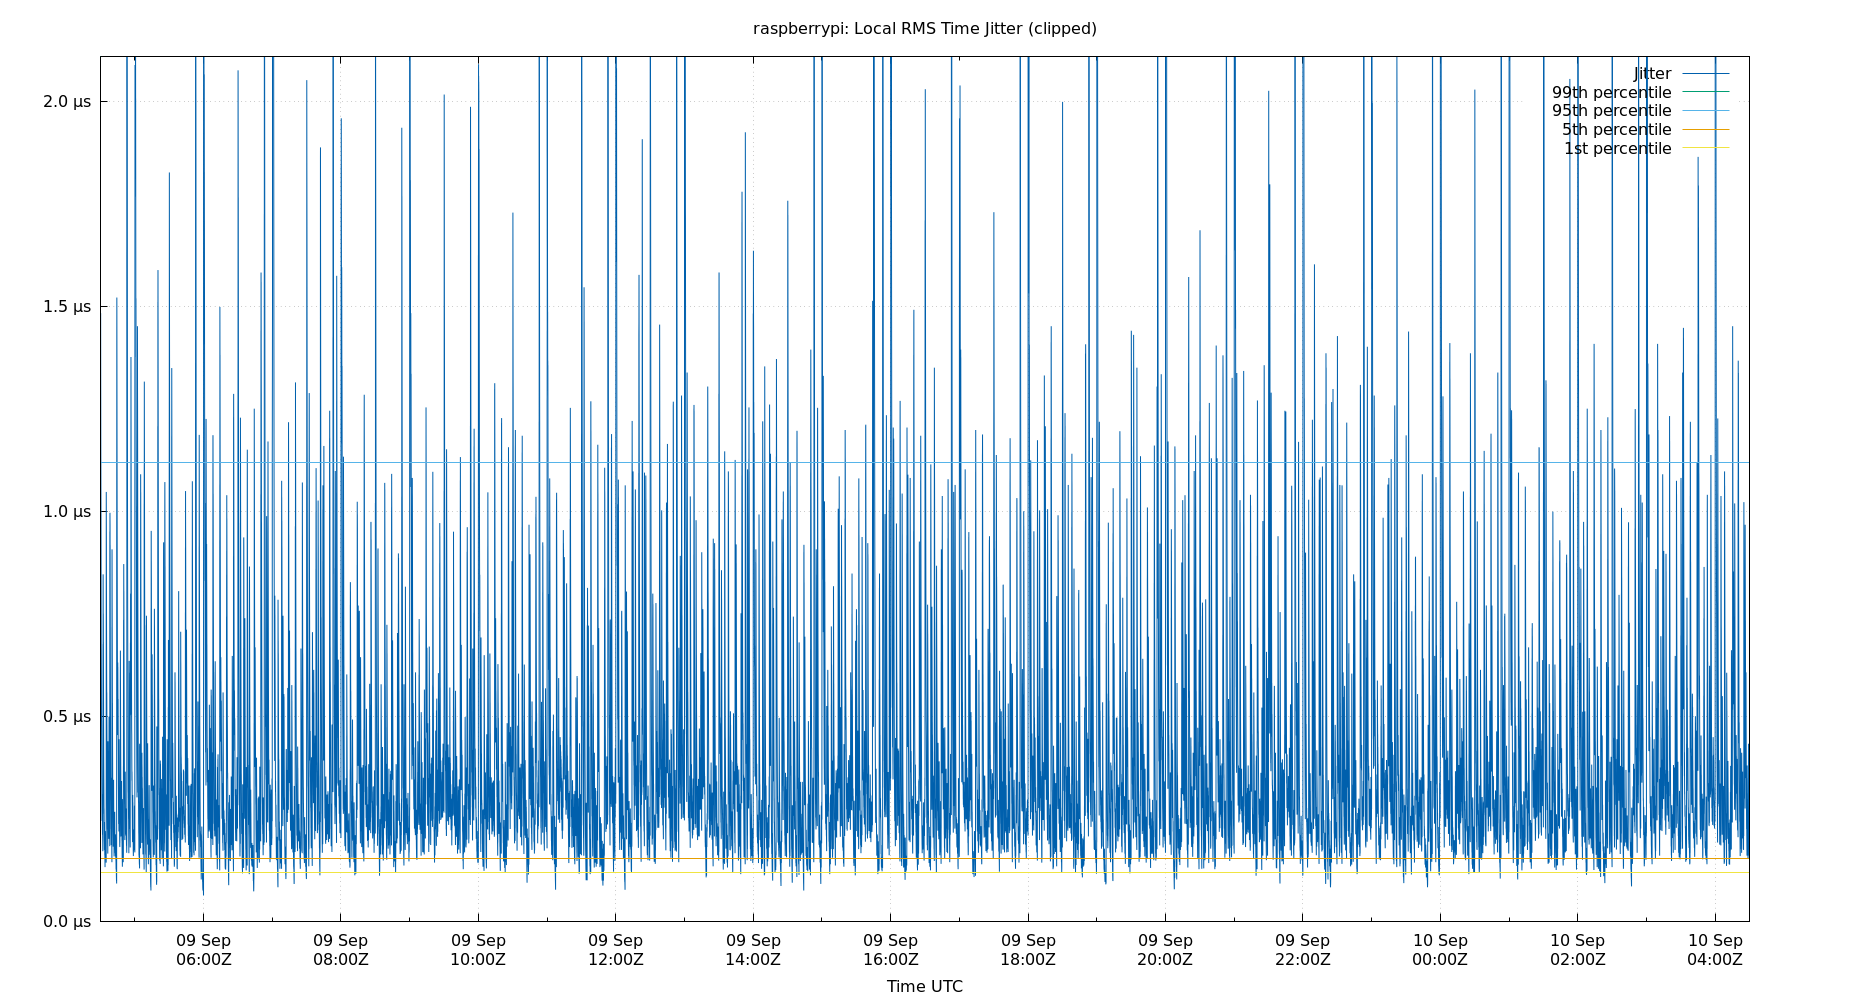 raspberrypi: Local RMS Time Jitter (clipped)
Jitter
99th percentile
95th percentile
5th percentile
1st percentile
2.0 µs
1.5 µs
1.0 µs
0.5 µs
0.0 µs
09 Sep 09 Sep 09 Sep 09 Sep 09 Sep 09 Sep 09 Sep 09 Sep 09 Sep 10 Sep 10 Sep 10 Sep
06:00Z 08:00Z 10:00Z 12:00Z 14:00Z 16:00Z 18:00Z 20:00Z 22:00Z 00:00Z 02:00Z 04:00Z
Time UTC